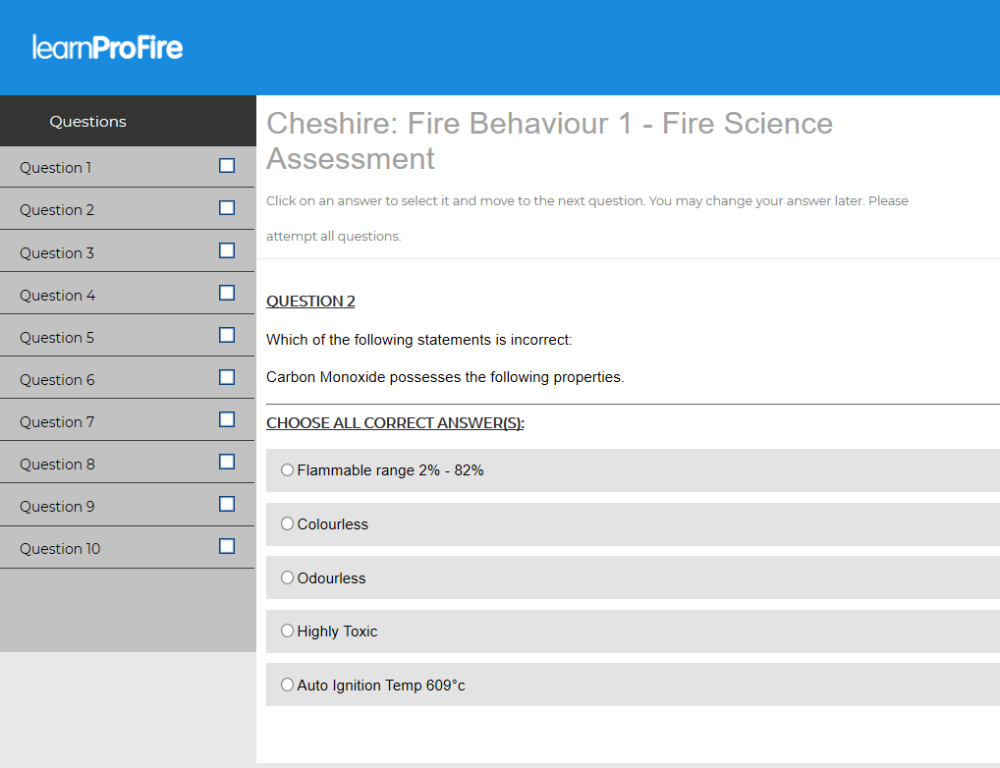 learnProFire
Questions
Question 1
Question 2
Question 3
Question 4
Question 5
Question 6
Question 7
Question 8
Question 9
Question 10
Cheshire: Fire Behaviour 1 - Fire Science
Assessment
Click on an answer to select it and move to the next question. You may change your answer later. Please
attempt all questions.
QUESTION 2
Which of the following statements is incorrect:
Carbon Monoxide possesses the following properties.
CHOOSE ALL CORRECT ANSWER(S):
Flammable range 2% - 82%
Colourless
Odourless
Highly Toxic
Auto Ignition Temp 609°c